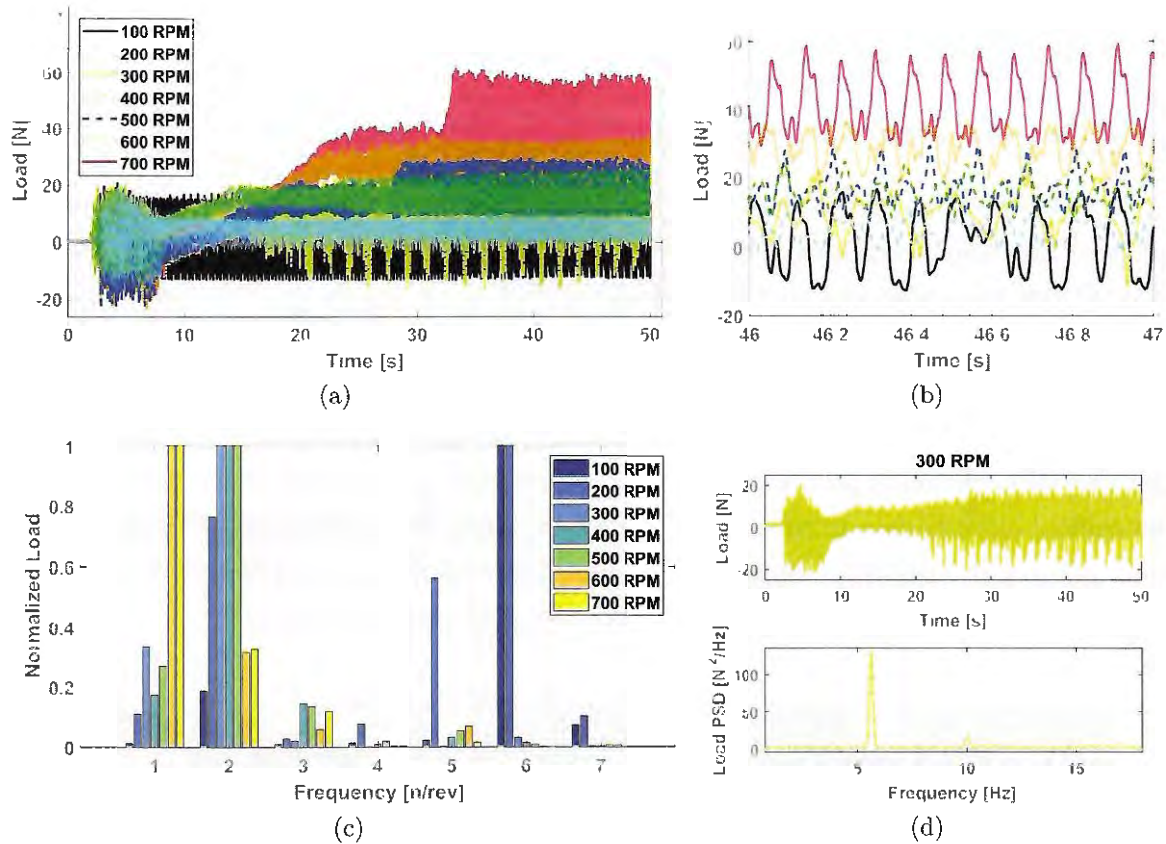 100 RPM
200 RPM
300 RPM
400 RPM
500 RPM
600 RPM
700 RPM
Load [N]
60
40
20
0
-20
0 10 20 30 40 50
Time [s]
(a)
Load [N]
20
0
-20
46 46 2 46 4 46 6 46 8 47
Time [s]
(b)
Normalized Load
1
0.8
0.6
0.4
0.2
0
1 2 3 4 5 6 7
Frequency [n/rev]
100 RPM
200 RPM
300 RPM
400 RPM
500 RPM
600 RPM
700 RPM
(c)
300 RPM
Load [N]
20
0
-20
0 10 20 30 40 50
Time [s]
Load PSD [N²/Hz]
100
50
0
5 10 15
Frequency [Hz]
(d)